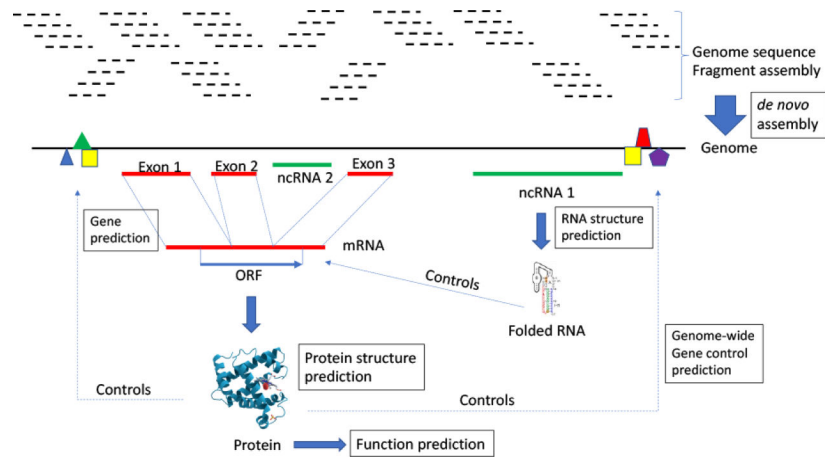 Genome sequence
Fragment assembly
de novo
assembly
Genome
Exon 1
Exon 2
ncRNA 2
Exon 3
ncRNA 1
Gene
prediction
mRNA
ORF
RNA structure
prediction
Controls
Folded RNA
Genome-wide
Gene control
prediction
Protein structure
prediction
Controls
Controls
Protein
Function prediction